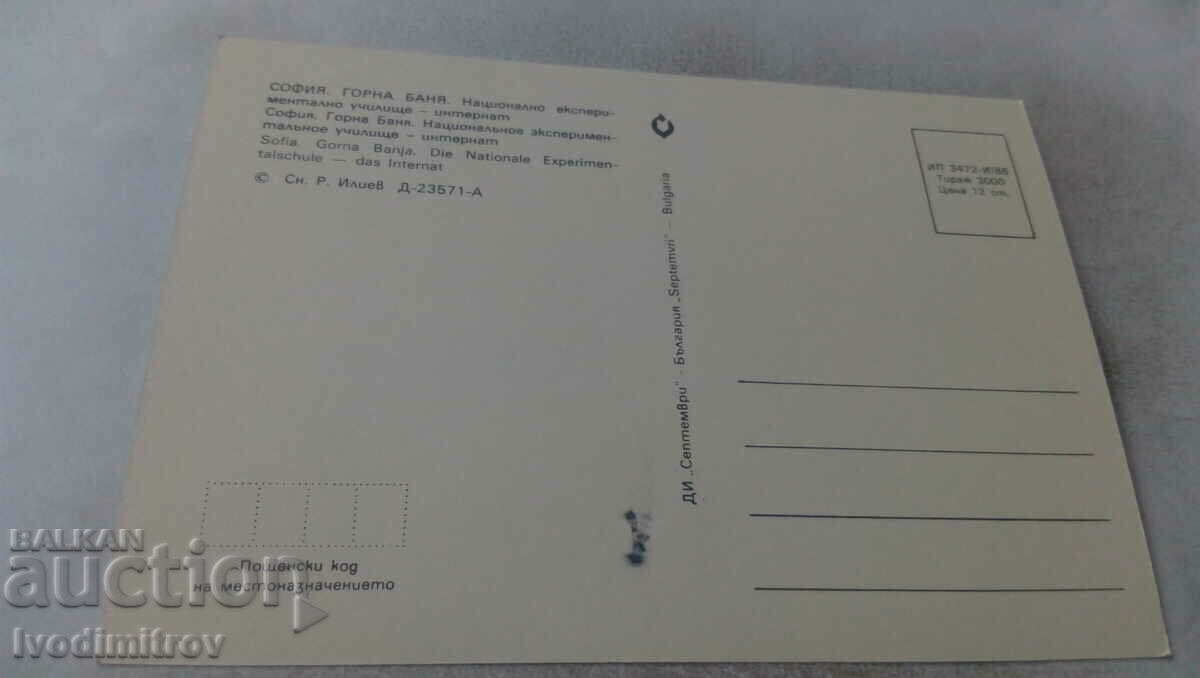 СОФИЯ. ГОРНА БАНЯ. Национално експери-
ментално училище – интернат
София. Горна Баня. Национальное эксперимен-
тальное училище – интернат
Sofia. Gorna Banja. Die Nationale Experimen-
talschule — das Internat
© Сн. Р. Илиев Д-23571-А
ДИ „Септември" - България „Septemvri" — Bulgaria
ИП 3472-И/86
Тираж 3000
Цена 12 ст.
Пощенски код
на местоназначението
BALKAN
auction
Ivodimitrov